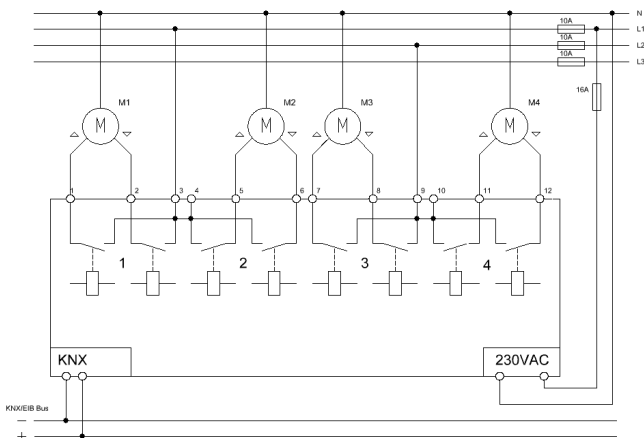 N
10A
L1
10A
L2
10A
L3
16A
M1
M2
M3
M4
M
M
M
M
1
2
3
4
5
6
7
8
9
10
11
12
1
2
3
4
KNX
230VAC
KNX/EIB Bus
−
+